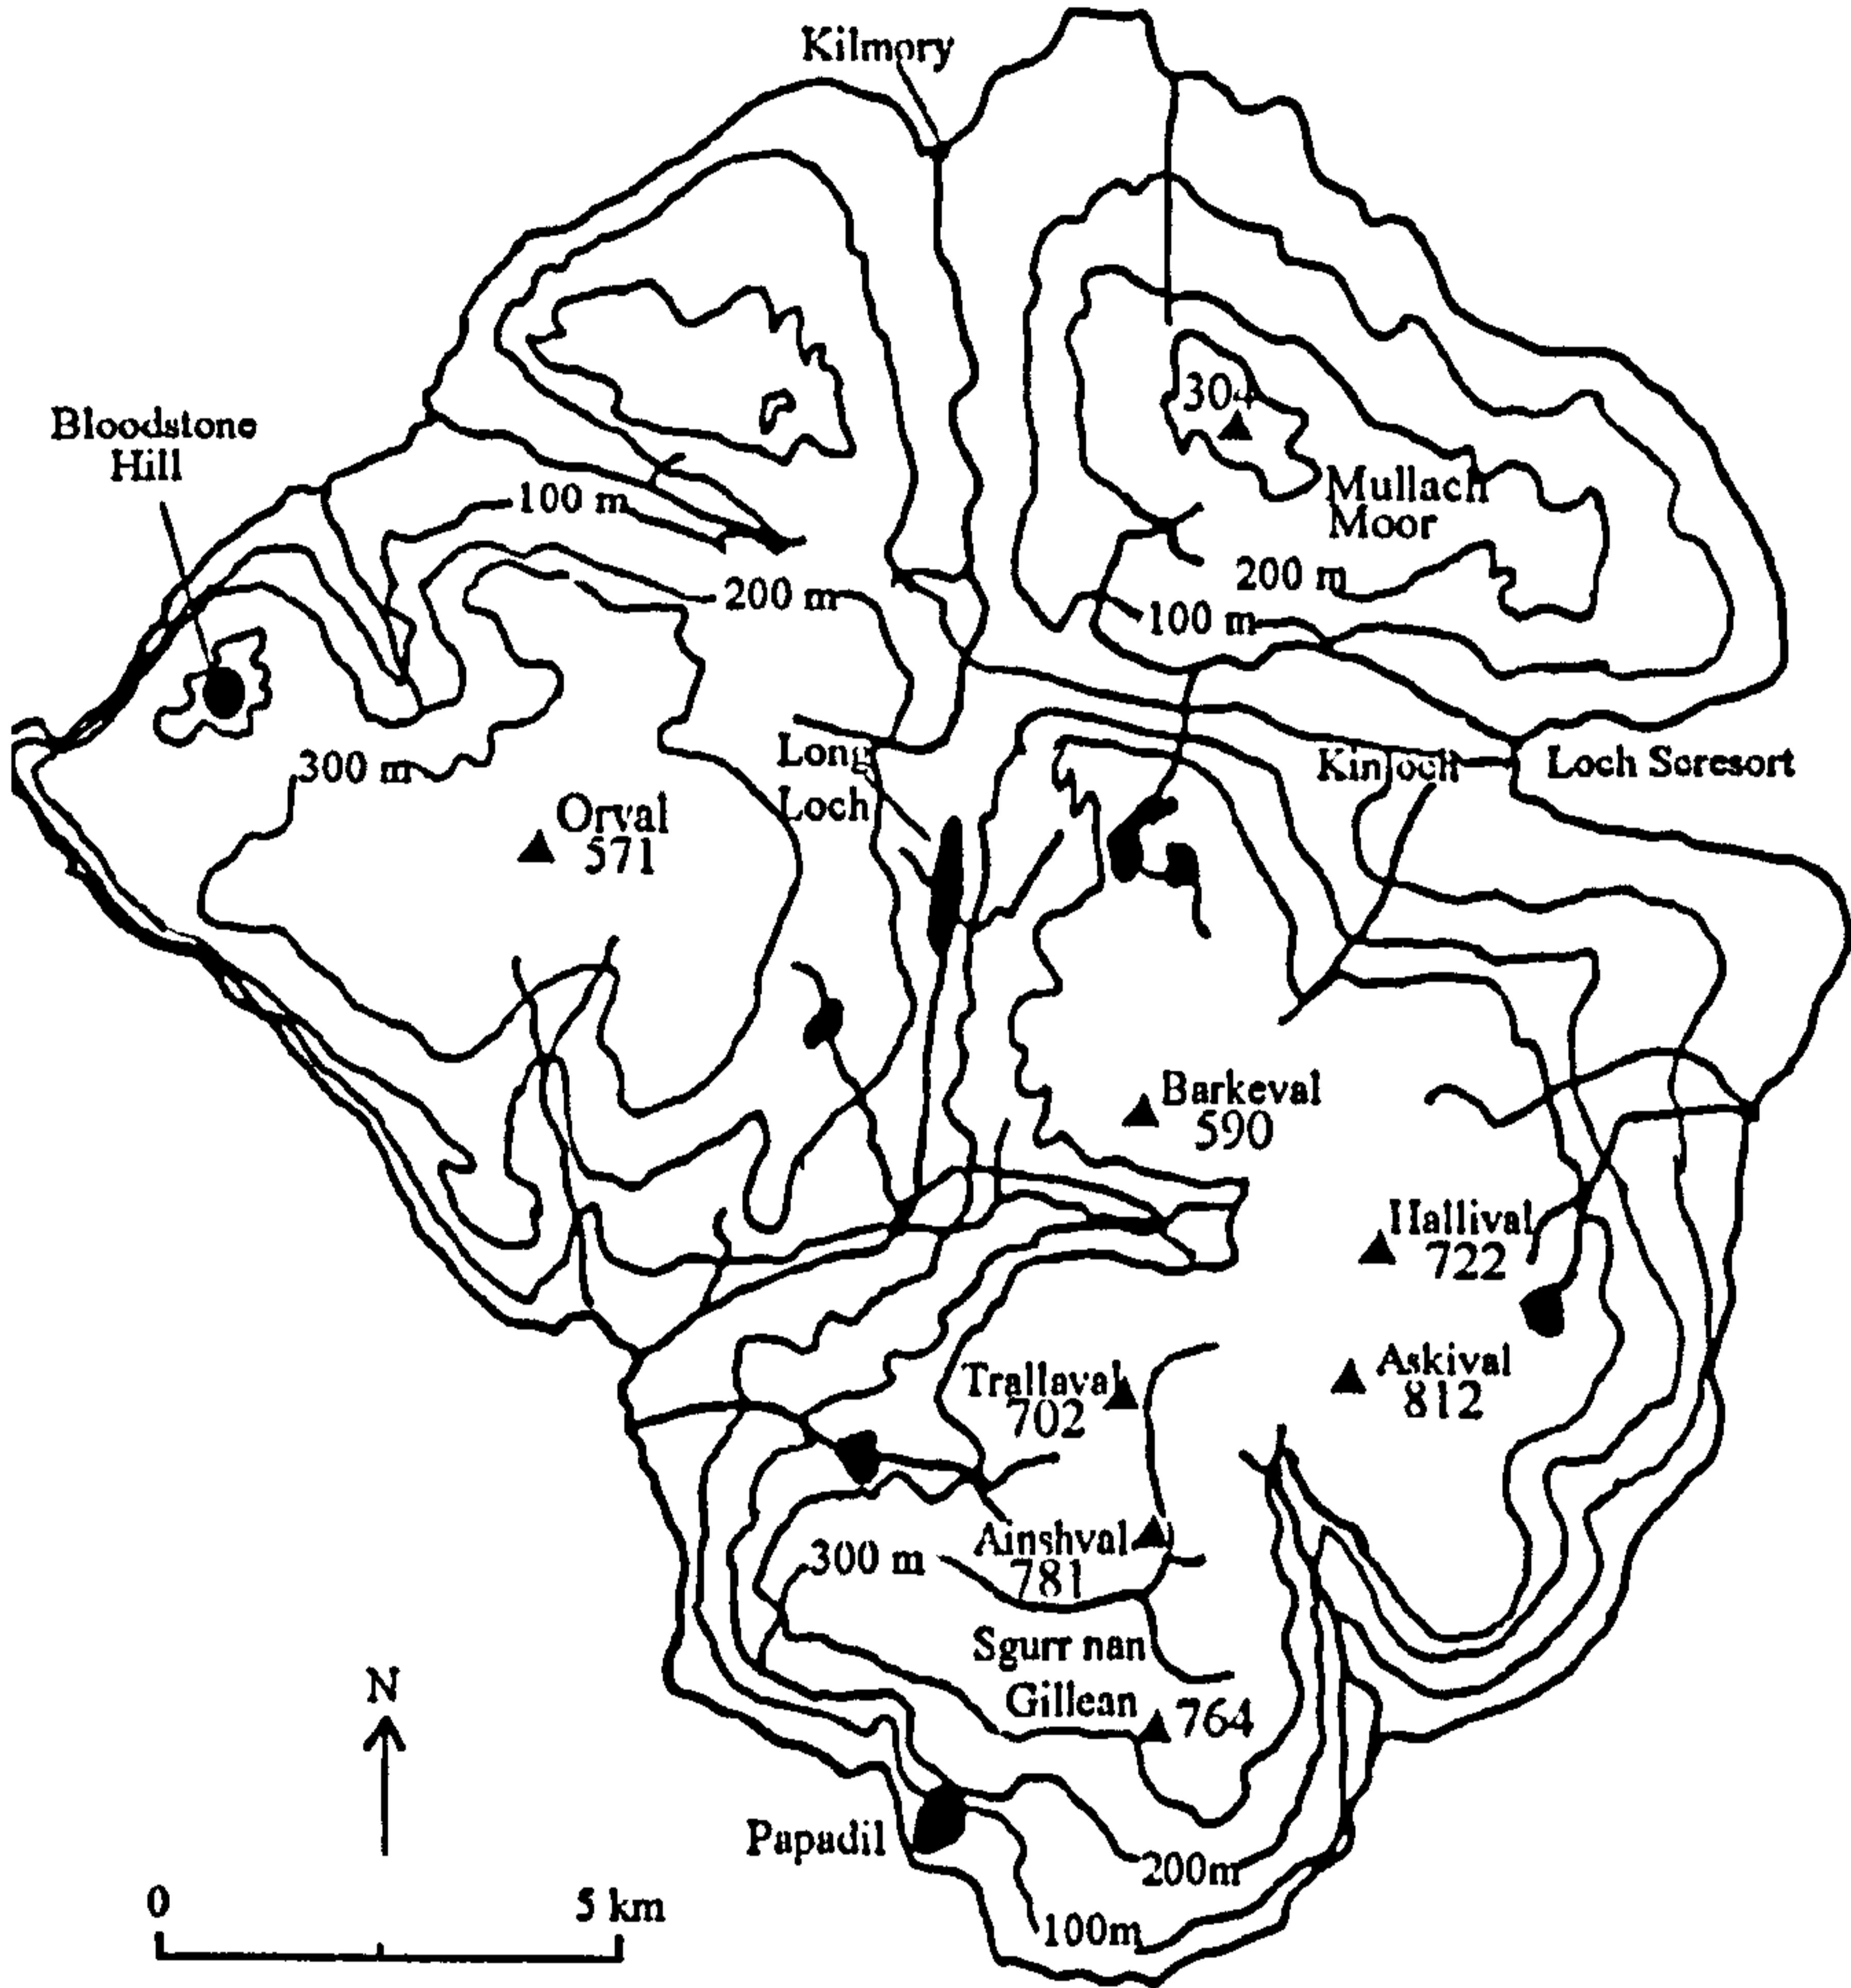 Kilmory
Bloodstone
Hill
304
Mullach
Moor
100 m
200 m
200 m
100 m
300 m
Long
Loch
Kinloch
Loch Scresort
Orval
571
Barkeval
590
Hallival
722
Askival
812
Trallaval
702
Ainshval
781
300 m
Sgurr nan
Gillean
764
N
Papadil
200m
100m
0
5 km